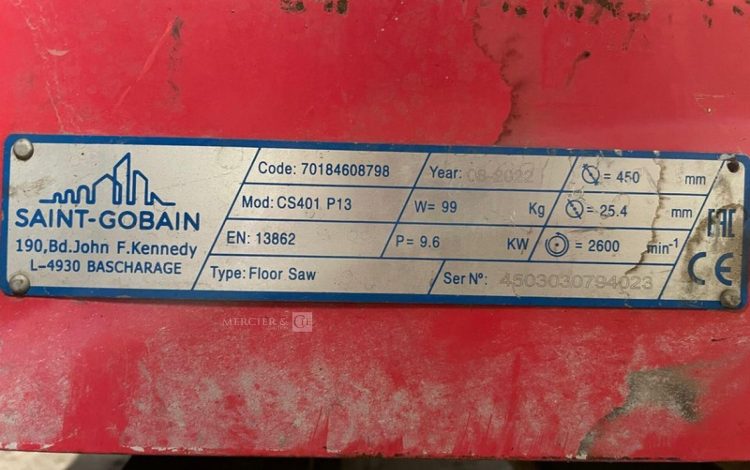 SAINT-GOBAIN
190,Bd.John F.Kennedy
L-4930 BASCHARAGE
Code: 70184608798
Year: 08-2022
= 450 mm
Mod: CS401 P13
W= 99 Kg
= 25.4 mm
EN: 13862
P= 9.6 KW
= 2600 min-1
Type: Floor Saw
Ser Nº: 4503030794023
EAC
CE
MERCIER & CIE